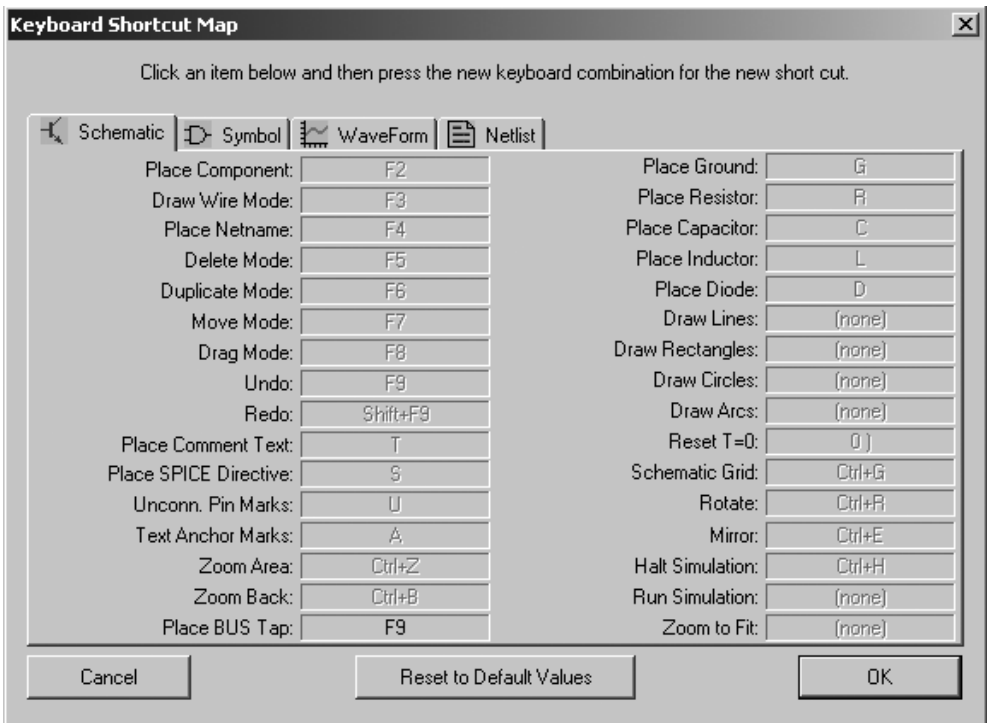 Keyboard Shortcut Map
Click an item below and then press the new keyboard combination for the new short cut.
Schematic Symbol WaveForm Netlist
Place Component: F2
Draw Wire Mode: F3
Place Netname: F4
Delete Mode: F5
Duplicate Mode: F6
Move Mode: F7
Drag Mode: F8
Undo: F9
Redo: Shift+F9
Place Comment Text: T
Place SPICE Directive: S
Unconn. Pin Marks: U
Text Anchor Marks: A
Zoom Area: Ctrl+Z
Zoom Back: Ctrl+B
Place BUS Tap: F9
Place Ground: G
Place Resistor: R
Place Capacitor: C
Place Inductor: L
Place Diode: D
Draw Lines: (none)
Draw Rectangles: (none)
Draw Circles: (none)
Draw Arcs: (none)
Reset T=0: 0 )
Schematic Grid: Ctrl+G
Rotate: Ctrl+R
Mirror: Ctrl+E
Halt Simulation: Ctrl+H
Run Simulation: (none)
Zoom to Fit: (none)
Cancel Reset to Default Values OK